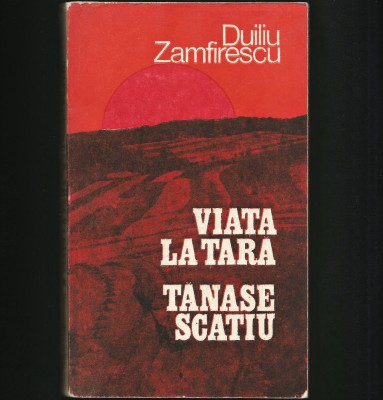 Duiliu
Zamfirescu
VIATA
LA TARA
TANASE
SCATIU